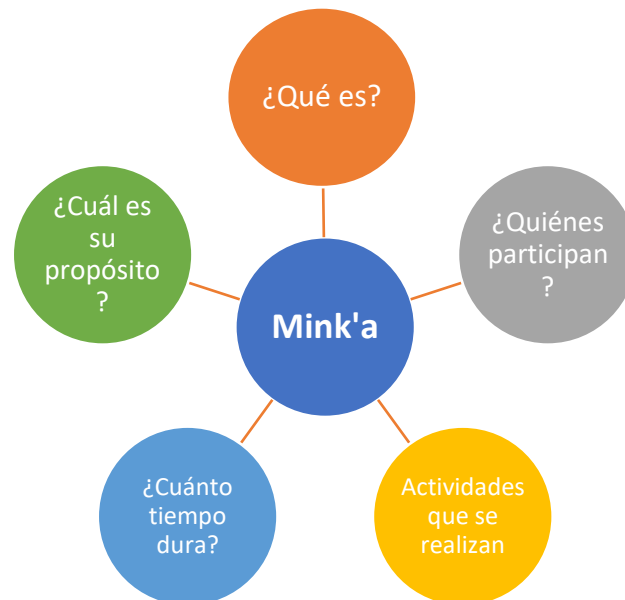 ¿Qué es?
¿Quiénes
participan
?
Actividades
que se
realizan
¿Cuánto
tiempo
dura?
¿Cuál es
su
propósito
?
Mink'a